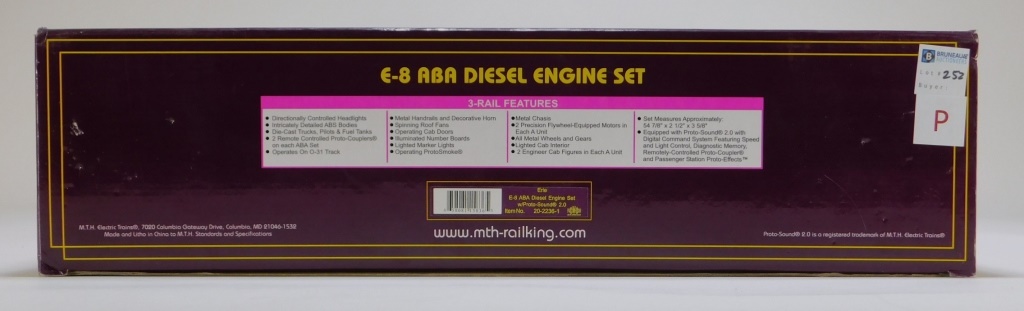 E-8 ABA DIESEL ENGINE SET
BRUNEAU &
Lot # 252
Buyer
P
3-RAIL FEATURES
• Directionally Controlled Headlights
• Intricately Detailed ABS Bodies
• Die-Cast Trucks, Pilots & Fuel Tanks
• 2 Remote Controlled Proto-Couplers®
on each ABA Set
• Operates On O-31 Track
• Metal Handrails and Decorative Horn
• Spinning Roof Fans
• Operating Cab Doors
• Illuminated Number Boards
• Lighted Marker Lights
• Operating ProtoSmoke®
• Metal Chassis
• 2 Precision Flywheel-Equipped Motors in
Each A Unit
• All Metal Wheels and Gears
• Lighted Cab Interior
• 2 Engineer Cab Figures in Each A Unit
• Set Measures Approximately:
54 7/8" x 2 1/2" x 3 5/8"
• Equipped with Proto-Sound® 2.0 with
Digital Command System Featuring Speed
and Light Control, Diagnostic Memory,
Remotely-Controlled Proto-Coupler®
and Passenger Station Proto-Effects™
Erie
E-8 ABA Diesel Engine Set
w/Proto-Sound® 2.0
Item No. 20-2236-1
M.T.H. Electric Trains®, 7020 Columbia Gateway Drive, Columbia, MD 21046-1532
Made and Litho in China to M.T.H. Standards and Specifications
www.mth-railking.com
Proto-Sound® 2.0 is a registered trademark of M.T.H. Electric Trains®